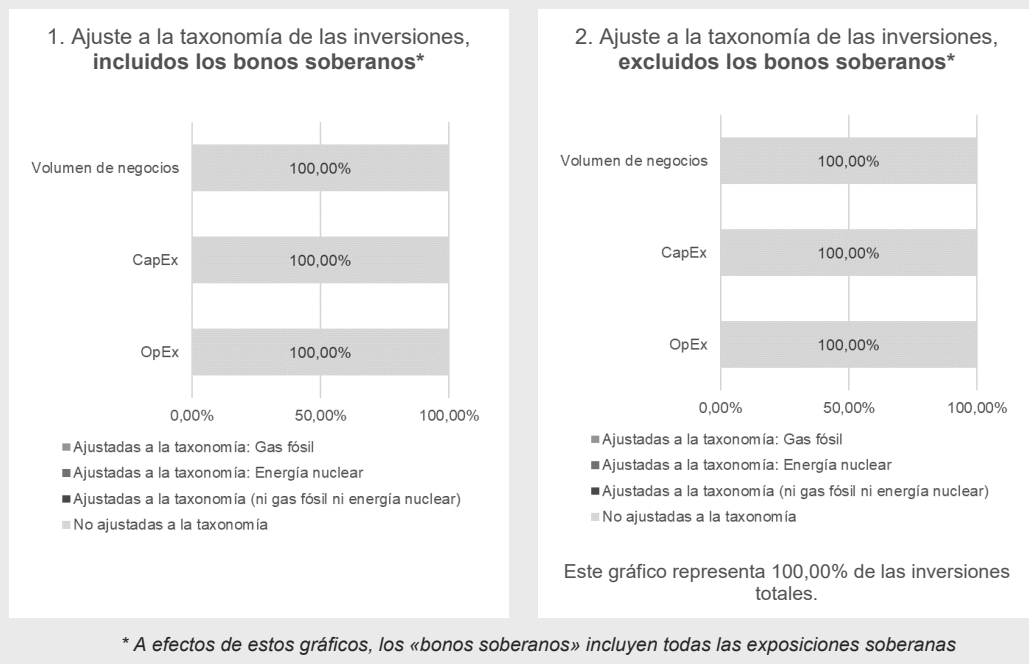 1. Ajuste a la taxonomía de las inversiones,
incluidos los bonos soberanos*
Volumen de negocios
100,00%
CapEx
100,00%
OpEx
100,00%
0,00%
50,00%
100,00%
Ajustadas a la taxonomía: Gas fósil
Ajustadas a la taxonomía: Energía nuclear
Ajustadas a la taxonomía (ni gas fósil ni energía nuclear)
No ajustadas a la taxonomía
2. Ajuste a la taxonomía de las inversiones,
excluidos los bonos soberanos*
Volumen de negocios
100,00%
CapEx
100,00%
OpEx
100,00%
0,00%
50,00%
100,00%
Ajustadas a la taxonomía: Gas fósil
Ajustadas a la taxonomía: Energía nuclear
Ajustadas a la taxonomía (ni gas fósil ni energía nuclear)
No ajustadas a la taxonomía
Este gráfico representa 100,00% de las inversiones
totales.
* A efectos de estos gráficos, los «bonos soberanos» incluyen todas las exposiciones soberanas